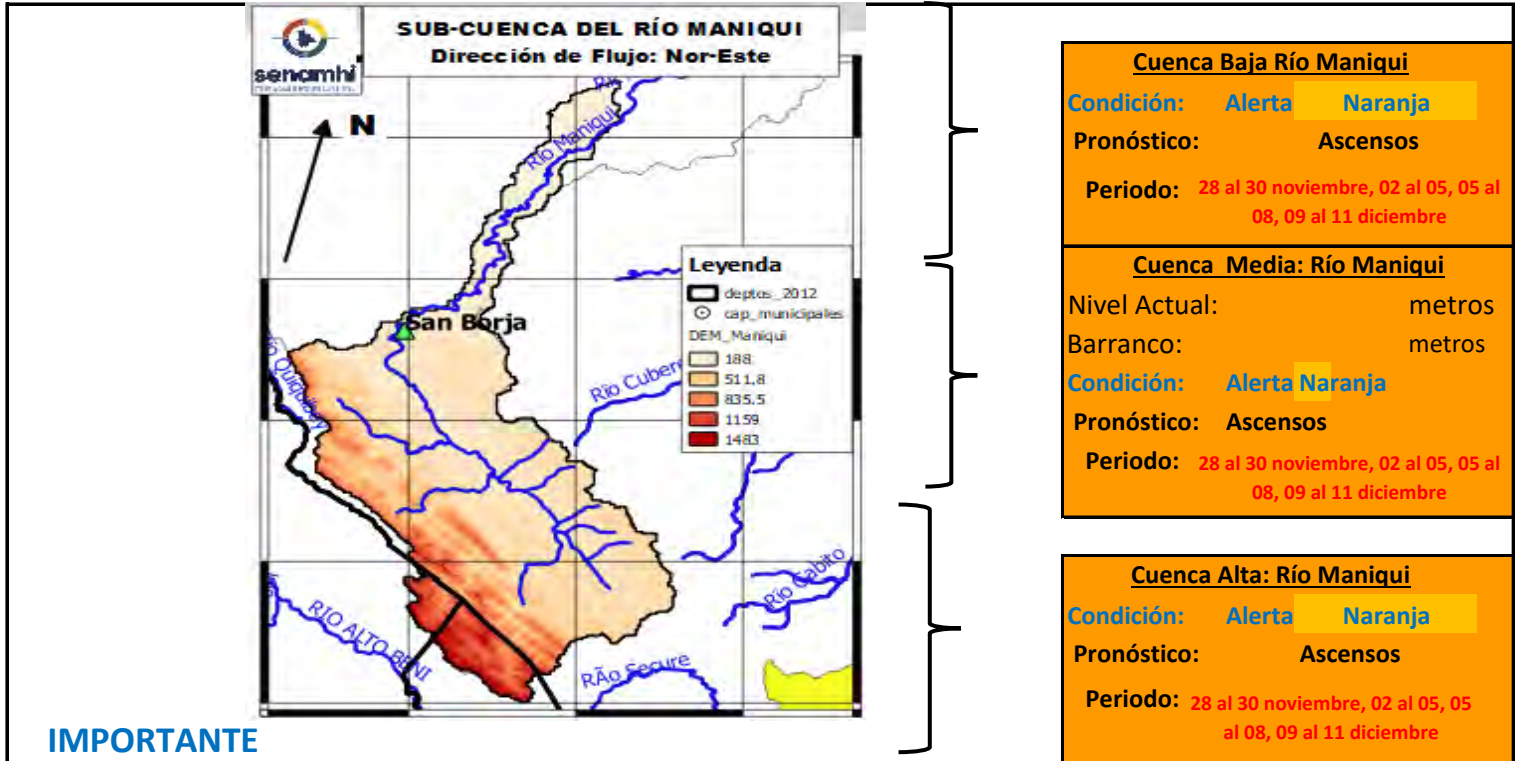 senamhi
SUB-CUENCA DEL RÍO MANIQUI
Dirección de Flujo: Nor-Este
N
Río Maniqui
San Borja
Río Quiquibey
Río Cubere
RIO ALTO BENI
RÃo Secure
Río Cabito
Leyenda
deptos_2012
cap_municipales
DEM_Maniqui
188
511.8
835.5
1159
1483
IMPORTANTE
Cuenca Baja Río Maniqui
Condición: Alerta Naranja
Pronóstico: Ascensos
Periodo: 28 al 30 noviembre, 02 al 05, 05 al
08, 09 al 11 diciembre
Cuenca Media: Río Maniqui
Nivel Actual: metros
Barranco: metros
Condición: Alerta Naranja
Pronóstico: Ascensos
Periodo: 28 al 30 noviembre, 02 al 05, 05 al
08, 09 al 11 diciembre
Cuenca Alta: Río Maniqui
Condición: Alerta Naranja
Pronóstico: Ascensos
Periodo: 28 al 30 noviembre, 02 al 05, 05
al 08, 09 al 11 diciembre